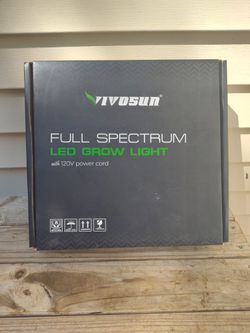 VIVOSUN
FULL SPECTRUM
LED GROW LIGHT
with 120V power cord